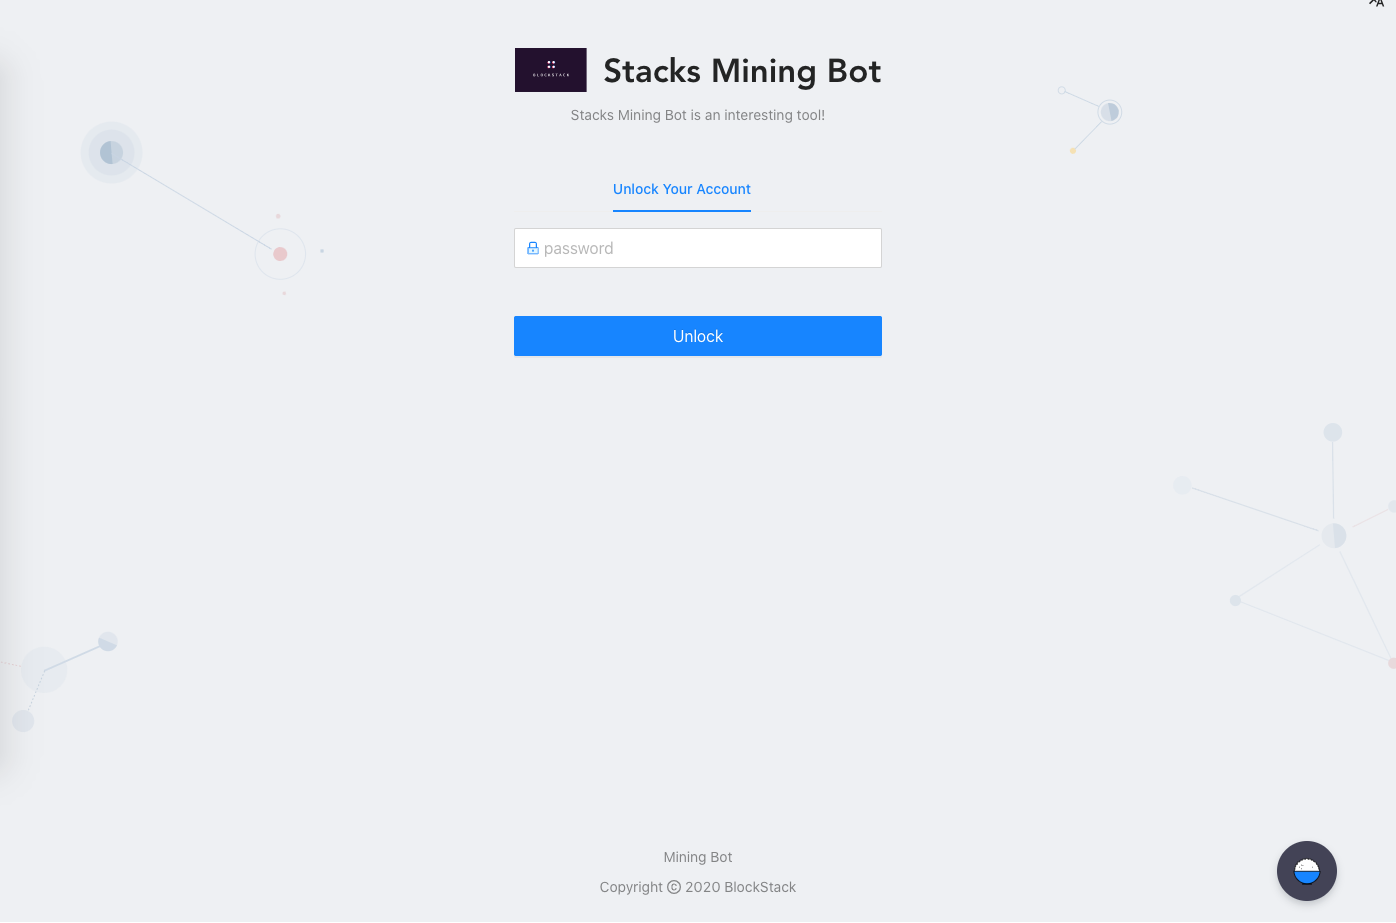 BLOCKSTACK
Stacks Mining Bot
Stacks Mining Bot is an interesting tool!
Unlock Your Account
password
Unlock
Mining Bot
Copyright © 2020 BlockStack